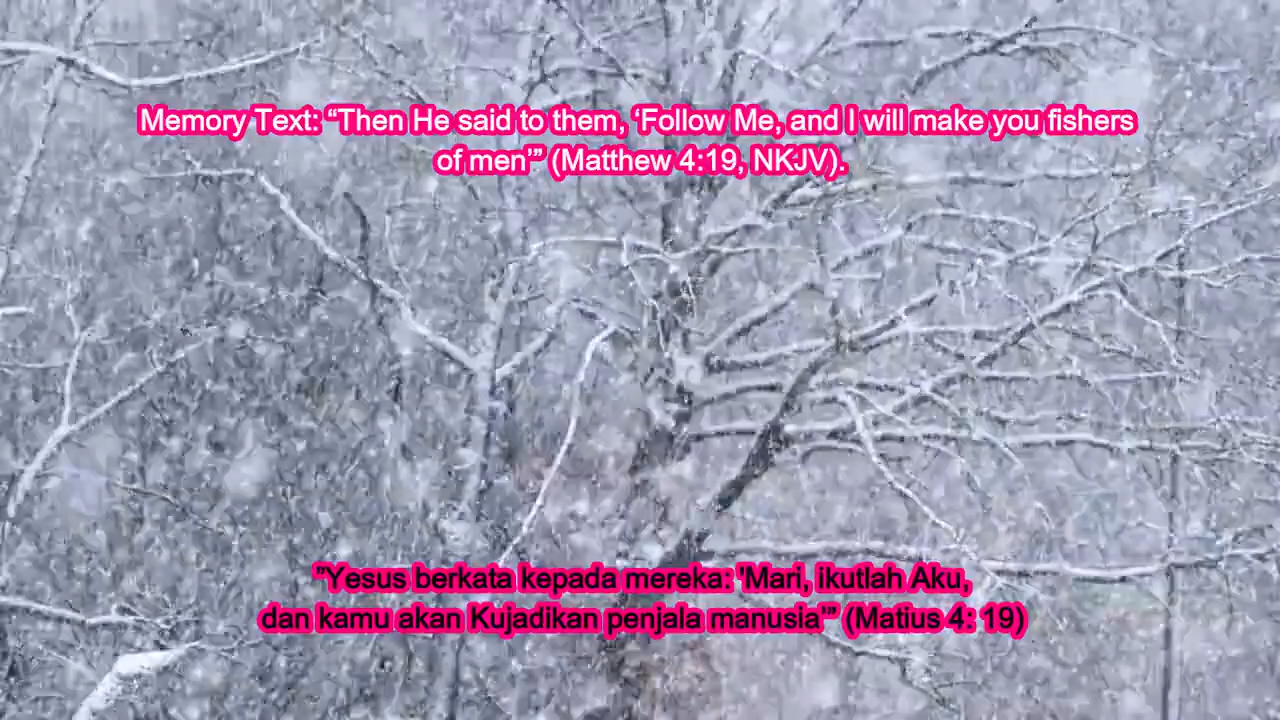 Memory Text: “Then He said to them, ‘Follow Me, and I will make you fishers
of men’” (Matthew 4:19, NKJV).
"Yesus berkata kepada mereka: 'Mari, ikutlah Aku,
dan kamu akan Kujadikan penjala manusia'" (Matius 4: 19)